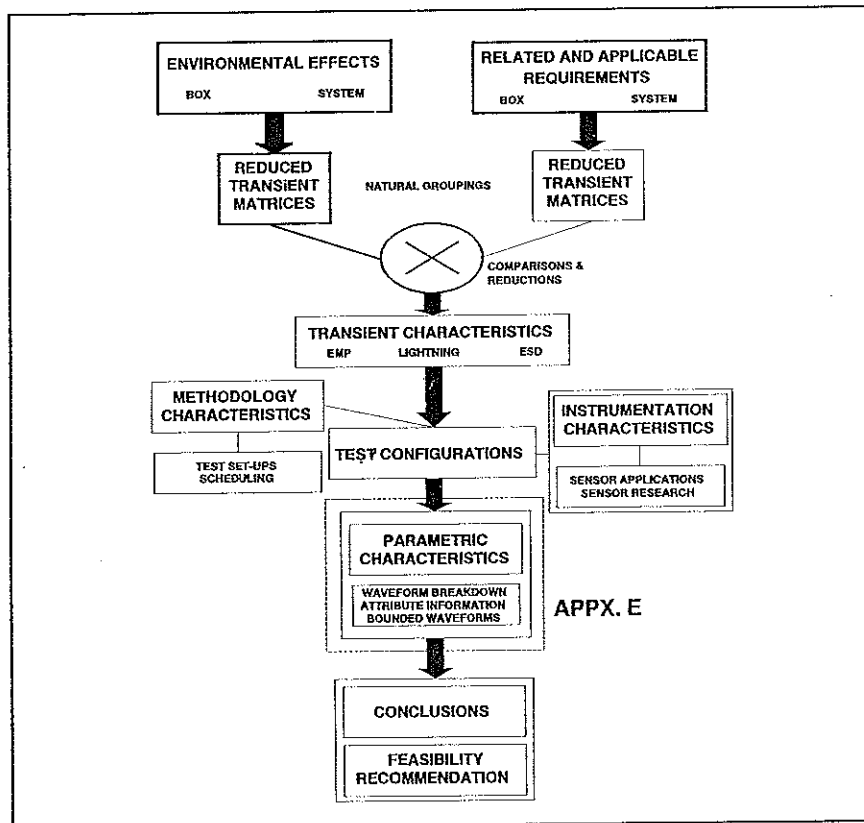 ENVIRONMENTAL EFFECTS
BOX SYSTEM
RELATED AND APPLICABLE
REQUIREMENTS
BOX SYSTEM
REDUCED
TRANSIENT
MATRICES
NATURAL GROUPINGS
REDUCED
TRANSIENT
MATRICES
COMPARISONS &
REDUCTIONS
TRANSIENT CHARACTERISTICS
EMP LIGHTNING ESD
METHODOLOGY
CHARACTERISTICS
TEST SET-UPS
SCHEDULING
TEST CONFIGURATIONS
INSTRUMENTATION
CHARACTERISTICS
SENSOR APPLICATIONS
SENSOR RESEARCH
PARAMETRIC
CHARACTERISTICS
WAVEFORM BREAKDOWN
ATTRIBUTE INFORMATION
BOUNDED WAVEFORMS
APPX. E
CONCLUSIONS
FEASIBILITY
RECOMMENDATION